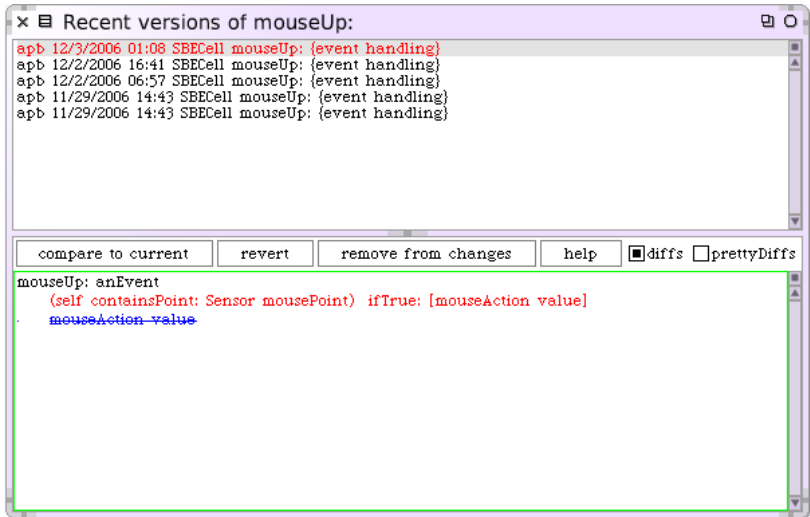 Recent versions of mouseUp:
apb 12/3/2006 01:08 SBECell mouseUp: {event handling}
apb 12/2/2006 16:41 SBECell mouseUp: {event handling}
apb 12/2/2006 06:57 SBECell mouseUp: {event handling}
apb 11/29/2006 14:43 SBECell mouseUp: {event handling}
apb 11/29/2006 14:43 SBECell mouseUp: {event handling}
compare to current revert remove from changes help diffs prettyDiffs
mouseUp: anEvent
(self containsPoint: Sensor mousePoint) ifTrue: [mouseAction value]
mouseAction value